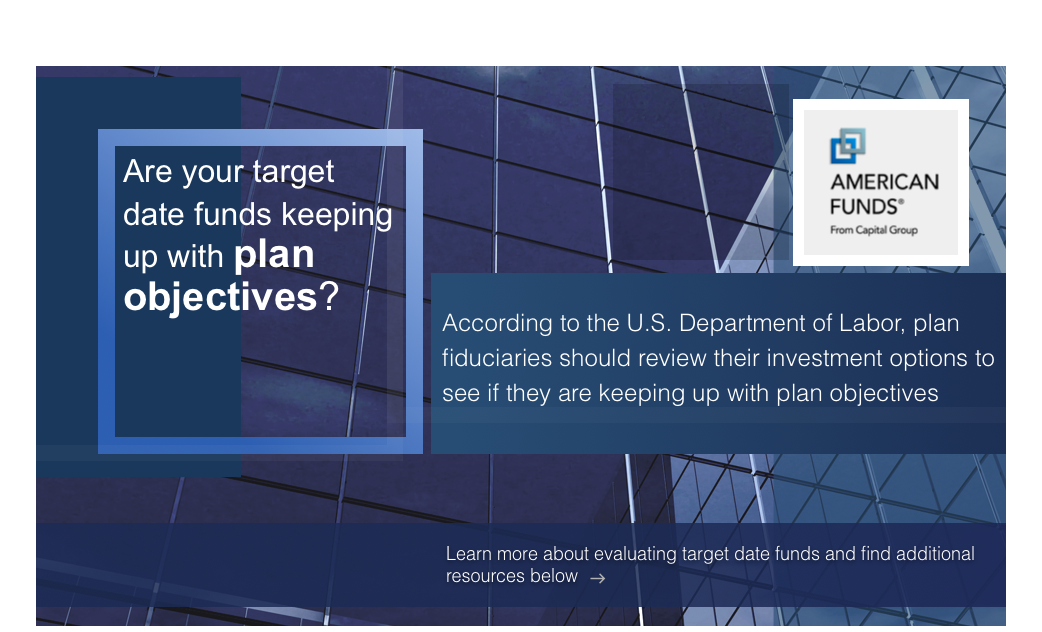 Are your target
date funds keeping
up with plan
objectives?
AMERICAN
FUNDS®
From Capital Group
According to the U.S. Department of Labor, plan
fiduciaries should review their investment options to
see if they are keeping up with plan objectives
Learn more about evaluating target date funds and find additional
resources below →